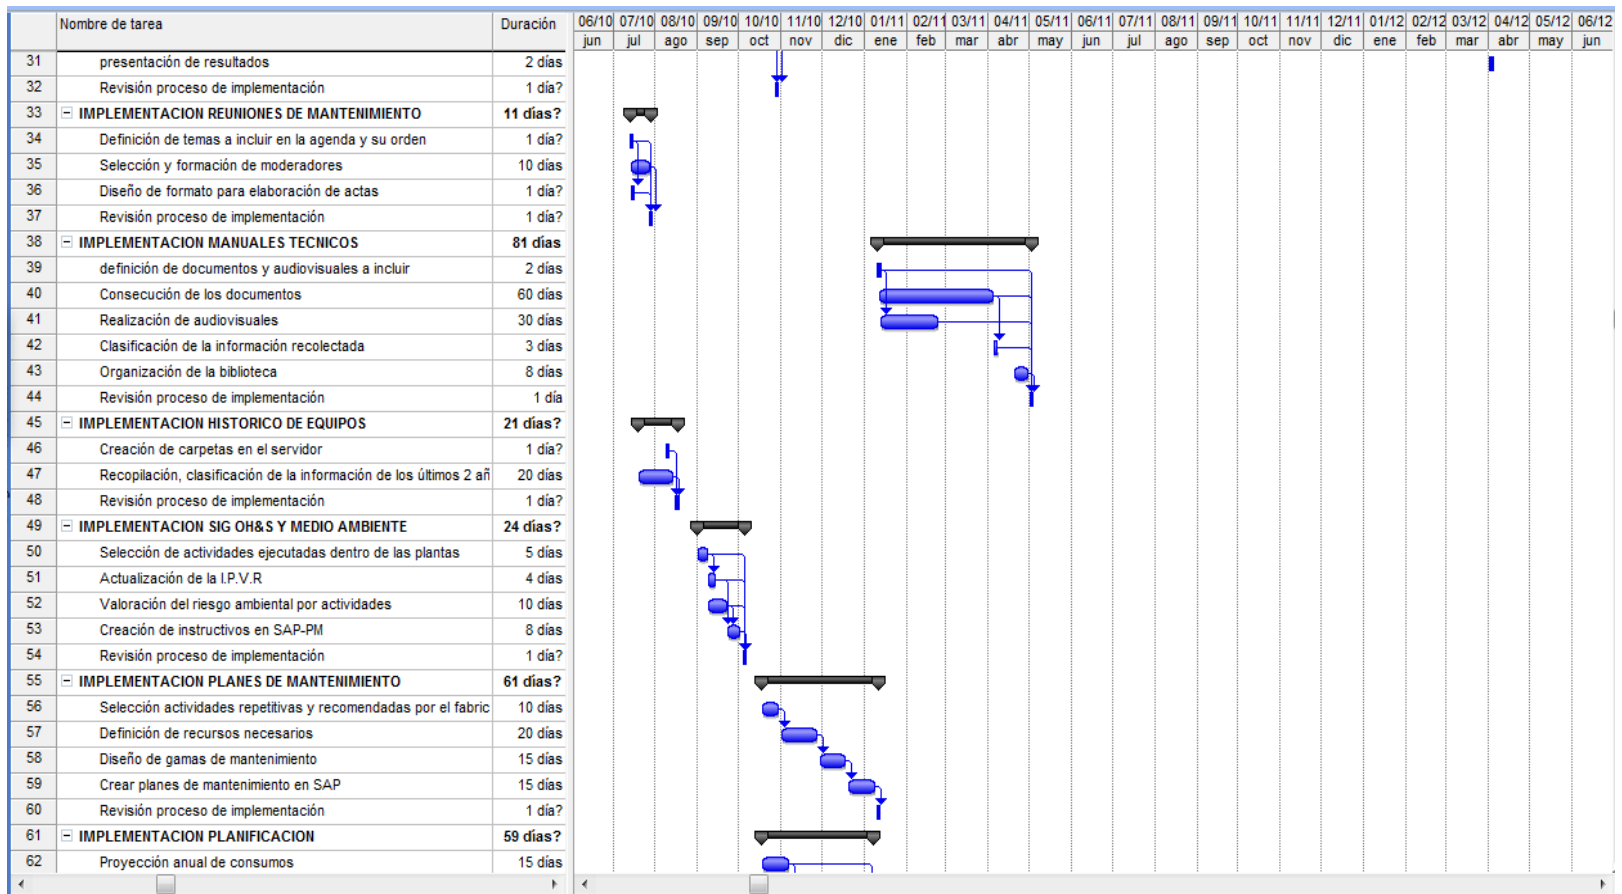 Nombre de tarea Duración 06/10 07/10 08/10 09/10 10/10 11/10 12/10 01/11 02/11 03/11 04/11 05/11 06/11 07/11 08/11 09/11 10/11 11/11 12/11 01/12 02/12 03/12 04/12 05/12 06/12
jun jul ago sep oct nov dic ene feb mar abr may jun jul ago sep oct nov dic ene feb mar abr may jun
31 presentación de resultados 2 días
32 Revisión proceso de implementación 1 día?
33 IMPLEMENTACION REUNIONES DE MANTENIMIENTO 11 días?
34 Definición de temas a incluir en la agenda y su orden 1 día?
35 Selección y formación de moderadores 10 días
36 Diseño de formato para elaboración de actas 1 día?
37 Revisión proceso de implementación 1 día?
38 IMPLEMENTACION MANUALES TECNICOS 81 días
39 definición de documentos y audiovisuales a incluir 2 días
40 Consecución de los documentos 60 días
41 Realización de audiovisuales 30 días
42 Clasificación de la información recolectada 3 días
43 Organización de la biblioteca 8 días
44 Revisión proceso de implementación 1 día
45 IMPLEMENTACION HISTORICO DE EQUIPOS 21 días?
46 Creación de carpetas en el servidor 1 día?
47 Recopilación, clasificación de la información de los últimos 2 añ 20 días
48 Revisión proceso de implementación 1 día?
49 IMPLEMENTACION SIG OH&S Y MEDIO AMBIENTE 24 días?
50 Selección de actividades ejecutadas dentro de las plantas 5 días
51 Actualización de la I.P.V.R 4 días
52 Valoración del riesgo ambiental por actividades 10 días
53 Creación de instructivos en SAP-PM 8 días
54 Revisión proceso de implementación 1 día?
55 IMPLEMENTACION PLANES DE MANTENIMIENTO 61 días?
56 Selección actividades repetitivas y recomendadas por el fabric 10 días
57 Definición de recursos necesarios 20 días
58 Diseño de gamas de mantenimiento 15 días
59 Crear planes de mantenimiento en SAP 15 días
60 Revisión proceso de implementación 1 día?
61 IMPLEMENTACION PLANIFICACION 59 días?
62 Proyección anual de consumos 15 días